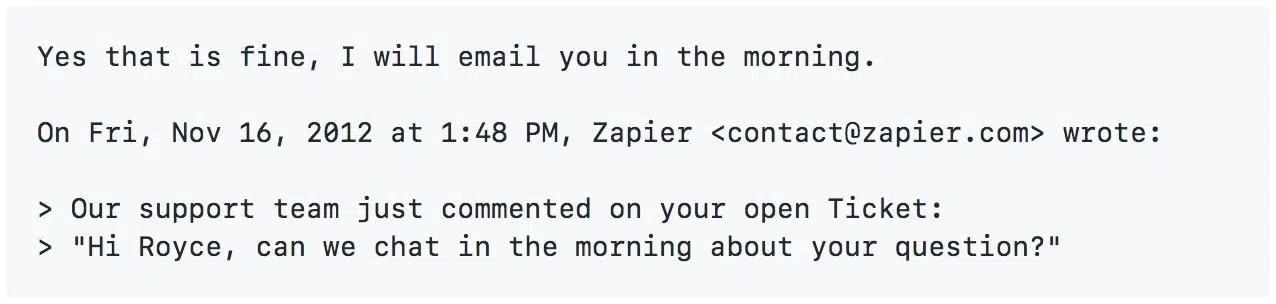 Yes that is fine, I will email you in the morning.
On Fri, Nov 16, 2012 at 1:48 PM, Zapier <contact@zapier.com> wrote:
> Our support team just commented on your open Ticket:
> "Hi Royce, can we chat in the morning about your question?"